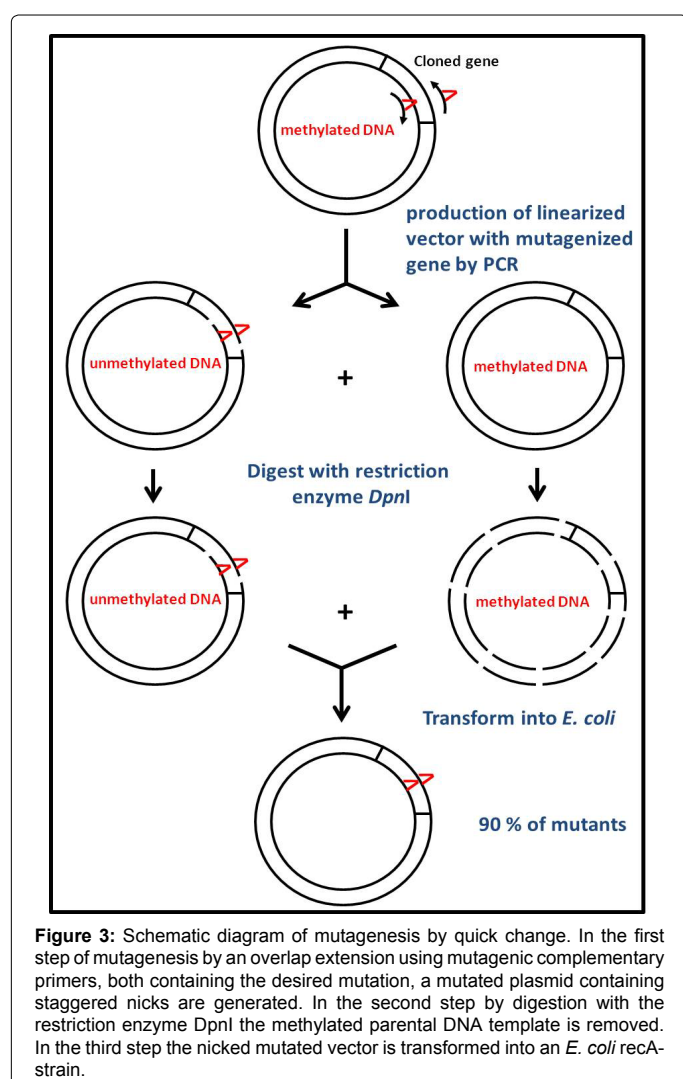 Cloned gene
methylated DNA
production of linearized
vector with mutagenized
gene by PCR
unmethylated DNA
+
methylated DNA
Digest with restriction
enzyme DpnI
unmethylated DNA
+
methylated DNA
Transform into E. coli
90 % of mutants
Figure 3: Schematic diagram of mutagenesis by quick change. In the first
step of mutagenesis by an overlap extension using mutagenic complementary
primers, both containing the desired mutation, a mutated plasmid containing
staggered nicks are generated. In the second step by digestion with the
restriction enzyme DpnI the methylated parental DNA template is removed.
In the third step the nicked mutated vector is transformed into an E. coli recA-
strain.